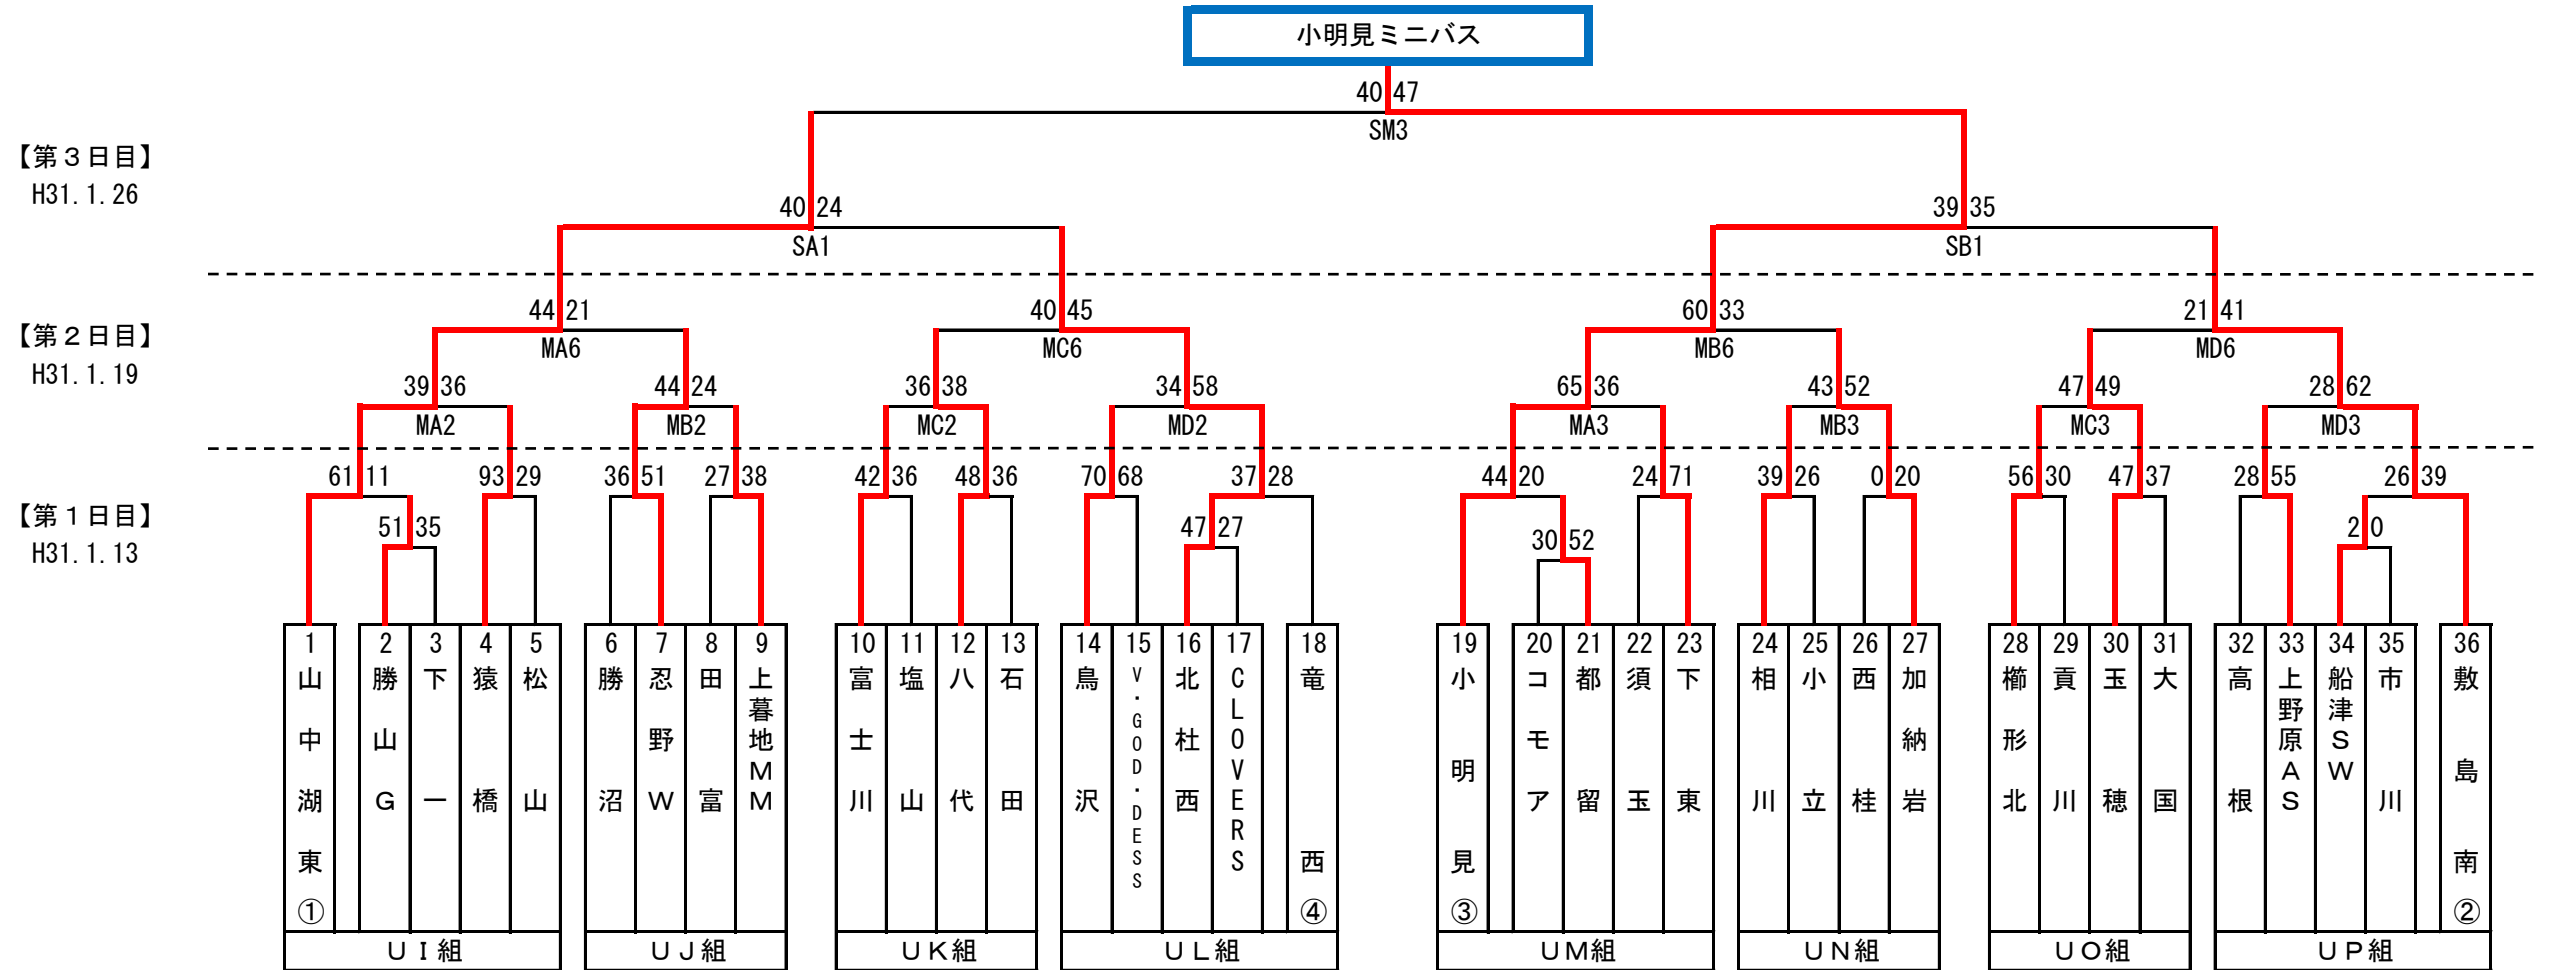 小明見ミニバス
40 47
SM3
【第３日目】
H31.1.26
40 24
39 35
SA1
SB1
44 21
40 45
60 33
21 41
【第２日目】
MA6
MC6
MB6
MD6
H31.1.19
39 36
44 24
36 38
34 58
65 36
43 52
47 49
28 62
MA2
MB2
MC2
MD2
MA3
MB3
MC3
MD3
61 11
93 29
36 51
27 38
42 36
48 36
70 68
37 28
44 20
24 71
39 26
0 20
56 30
47 37
28 55
26 39
【第１日目】
H31.1.13
51 35
47 27
30 52
2 0
1 山中湖東①
2 勝山Ｇ
3 下一
4 猿橋
5 松山
6 勝沼
7 忍野Ｗ
8 田富
9 上暮地ＭＭ
10 富士川
11 塩山
12 八代
13 石田
14 鳥沢
15 V・GOD・DESS
16 北杜西
17 CLOVERS
18 竜西④
19 小明見③
20 コモア
21 都留
22 須玉
23 下東
24 相川
25 小立
26 西桂
27 加納岩
28 櫛形北
29 貢川
30 玉穂
31 大国
32 高根
33 上野原ＡＳ
34 船津ＳＷ
35 市川
36 敷島南②
ＵＩ組
ＵＪ組
ＵＫ組
ＵＬ組
ＵＭ組
ＵＮ組
ＵＯ組
ＵＰ組